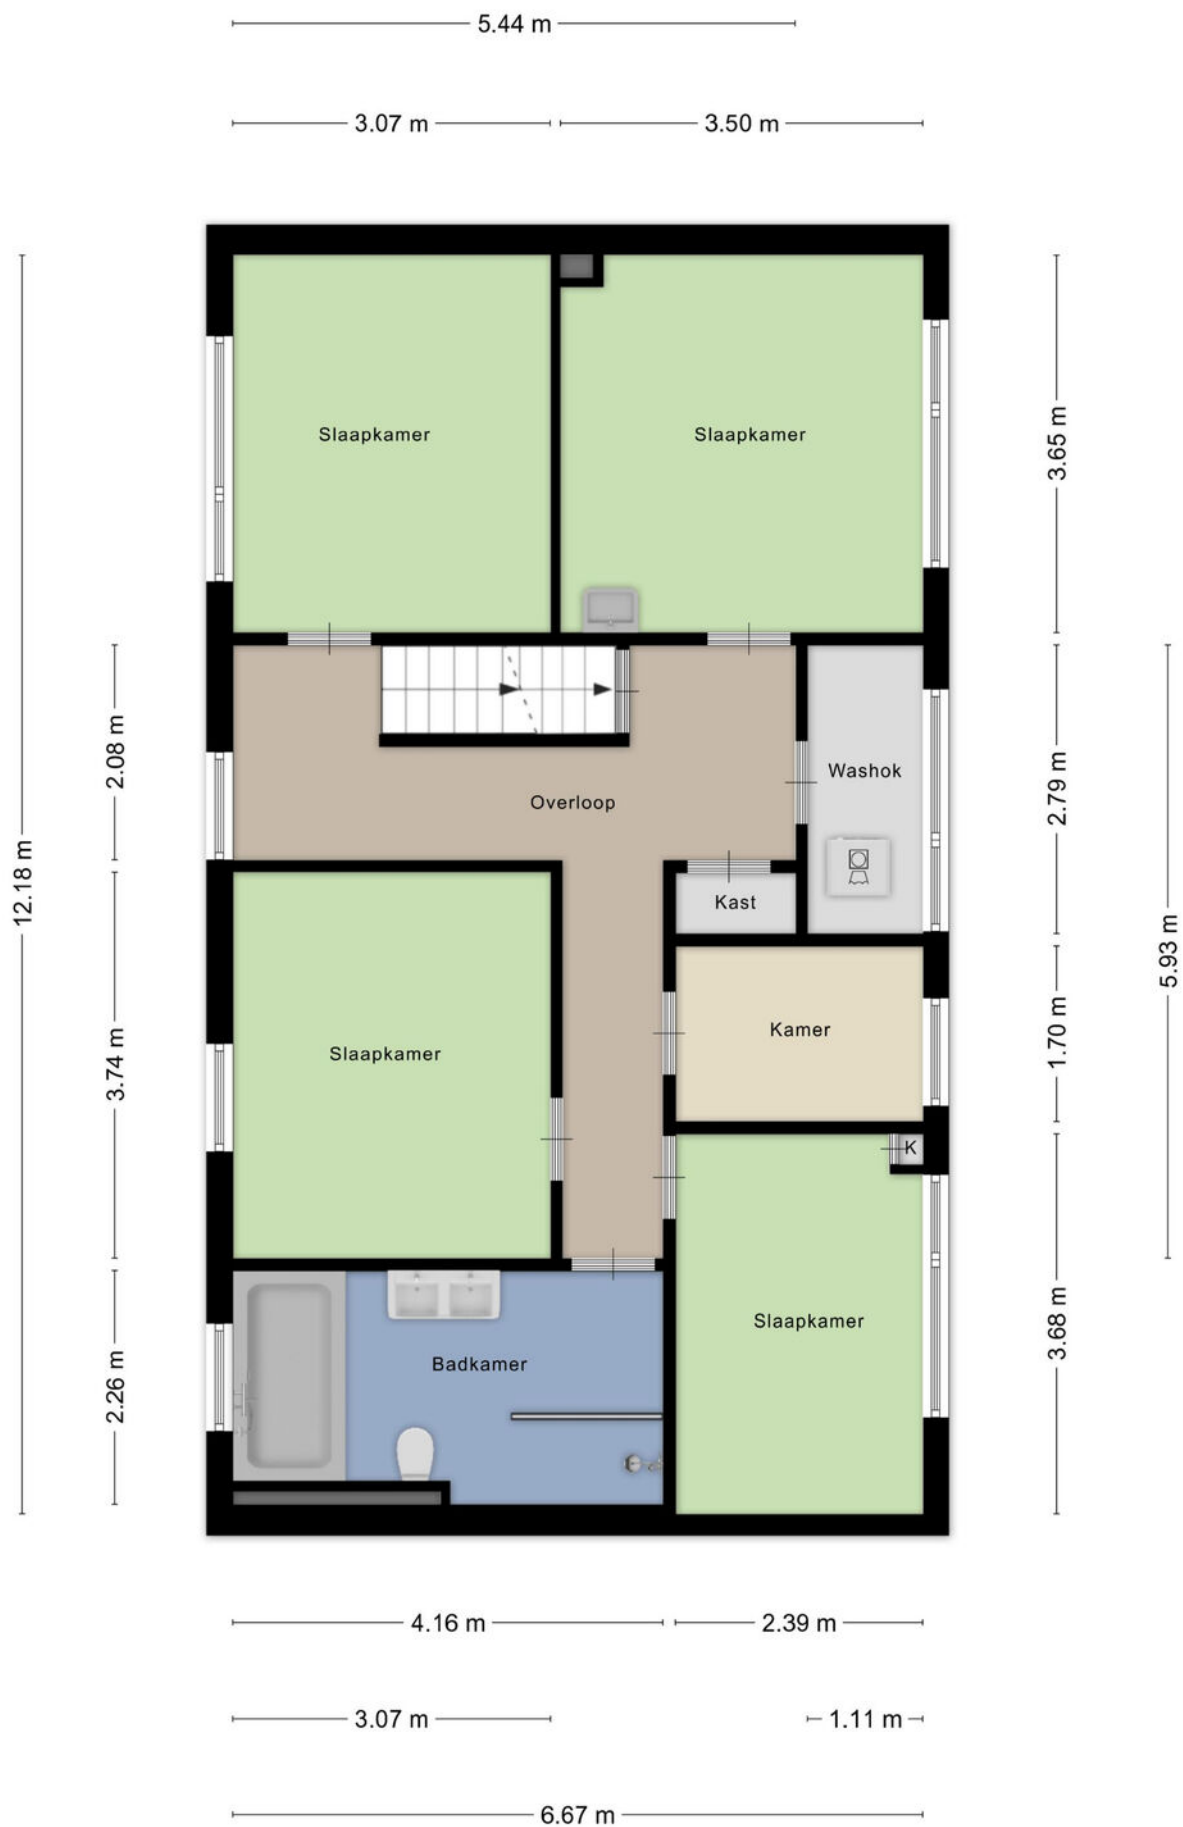 5.44 m
3.07 m
3.50 m
Slaapkamer
Slaapkamer
3.65 m
2.08 m
Washok
2.79 m
Overloop
12.18 m
Kast
5.93 m
Kamer
1.70 m
Slaapkamer
3.74 m
K
Slaapkamer
3.68 m
Badkamer
2.26 m
4.16 m
2.39 m
3.07 m
1.11 m
6.67 m